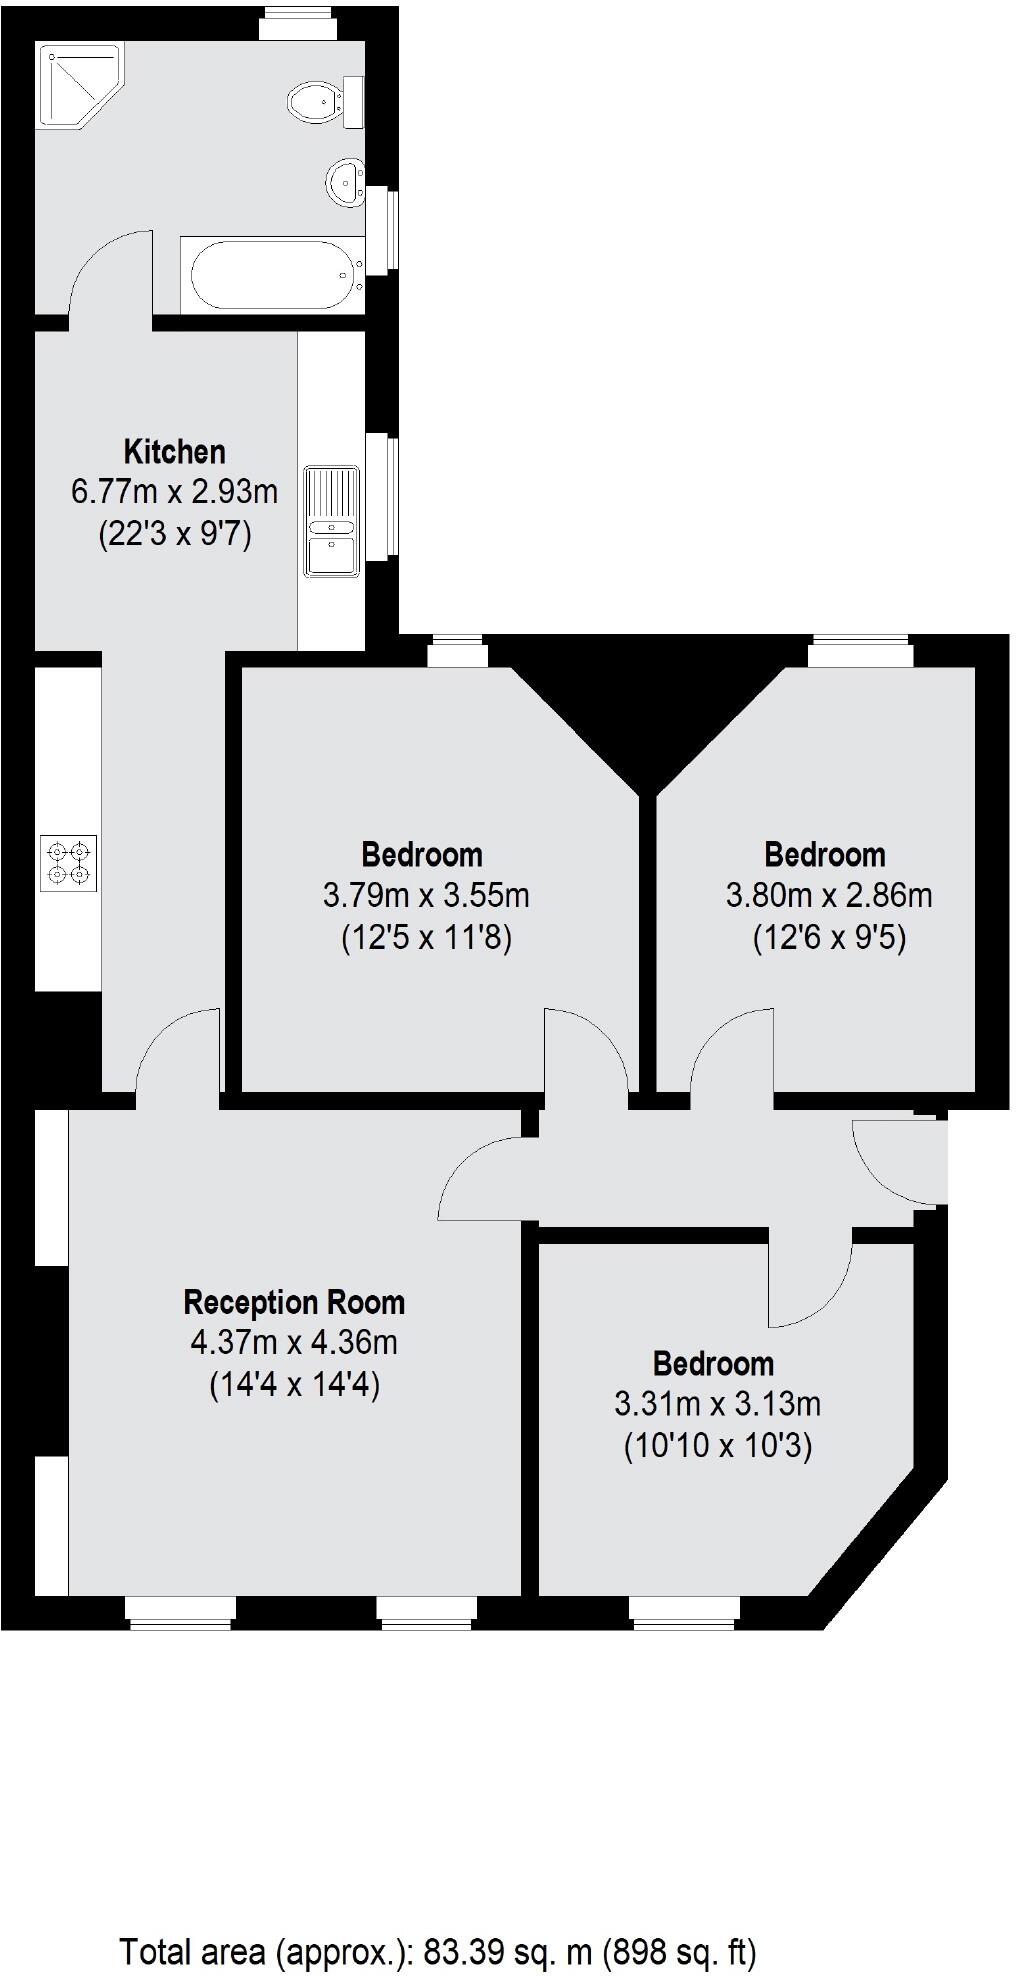 Kitchen
6.77m x 2.93m
(22'3 x 9'7)
Bedroom
3.79m x 3.55m
(12'5 x 11'8)
Bedroom
3.80m x 2.86m
(12'6 x 9'5)
Reception Room
4.37m x 4.36m
(14'4 x 14'4)
Bedroom
3.31m x 3.13m
(10'10 x 10'3)
Total area (approx.): 83.39 sq. m (898 sq. ft)